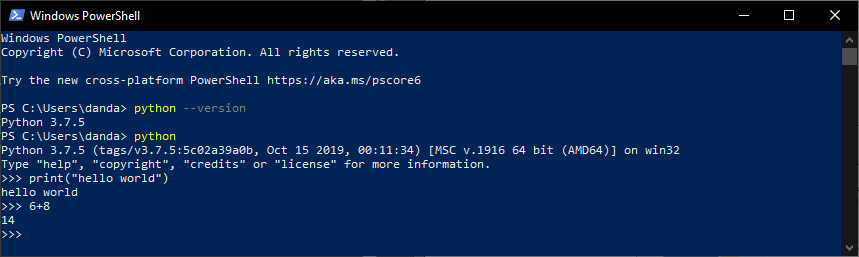 Windows PowerShell
Windows PowerShell
Copyright (C) Microsoft Corporation. All rights reserved.
Try the new cross-platform PowerShell https://aka.ms/pscore6
PS C:\Users\danda> python --version
Python 3.7.5
PS C:\Users\danda> python
Python 3.7.5 (tags/v3.7.5:5c02a39a0b, Oct 15 2019, 00:11:34) [MSC v.1916 64 bit (AMD64)] on win32
Type "help", "copyright", "credits" or "license" for more information.
>>> print("hello world")
hello world
>>> 6+8
14
>>>